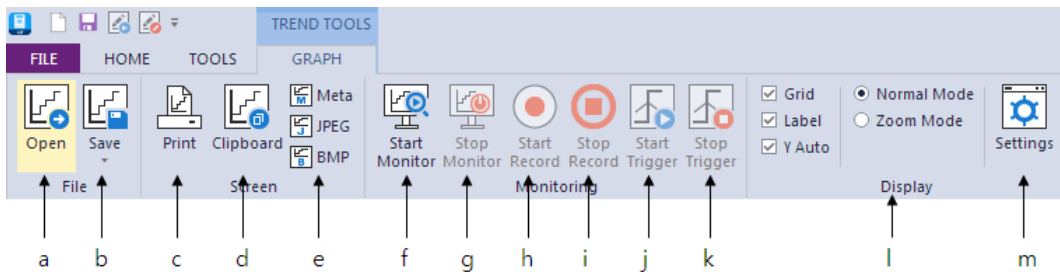 TREND TOOLS
FILE HOME TOOLS GRAPH
Open Save Print Clipboard Meta JPEG BMP Start Monitor Stop Monitor Start Record Stop Record Start Trigger Stop Trigger Grid Label Y Auto Normal Mode Zoom Mode Settings
File Screen Monitoring Display
a b c d e f g h i j k l m